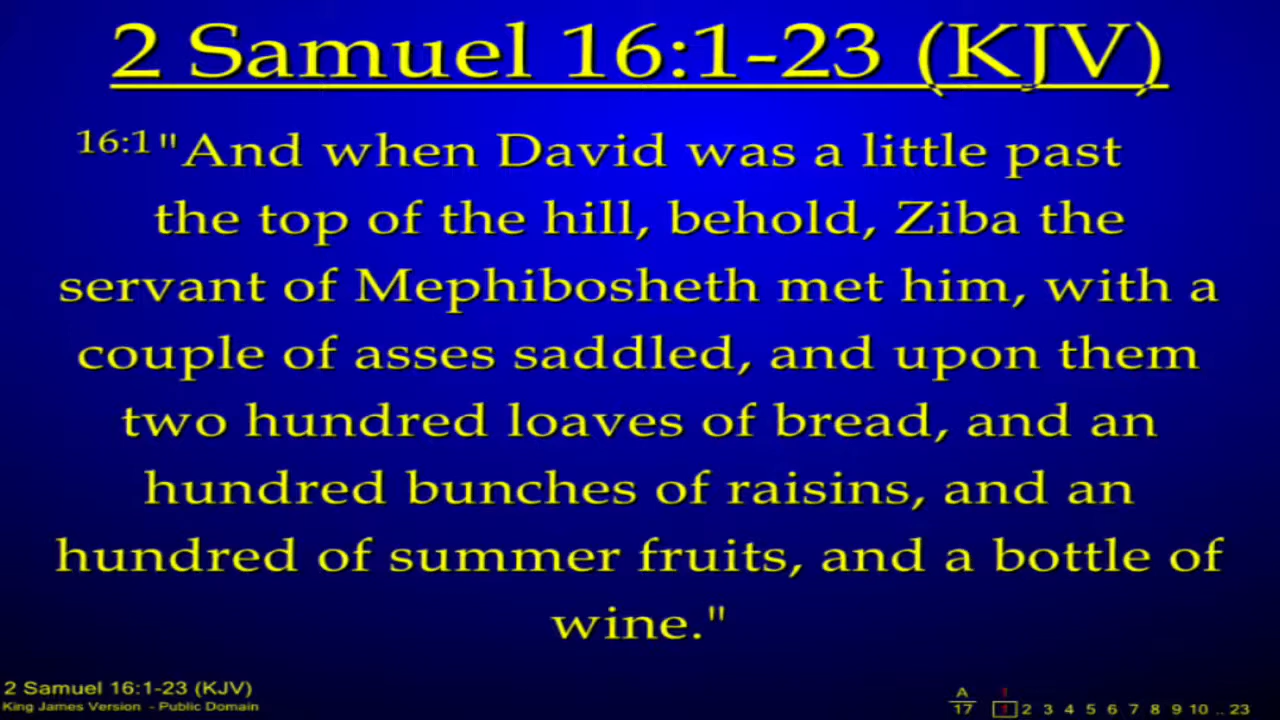 2 Samuel 16:1-23 (KJV)
16:1 "And when David was a little past
the top of the hill, behold, Ziba the
servant of Mephibosheth met him, with a
couple of asses saddled, and upon them
two hundred loaves of bread, and an
hundred bunches of raisins, and an
hundred of summer fruits, and a bottle of
wine."
2 Samuel 16:1-23 (KJV)
King James Version - Public Domain
A
17
1 2 3 4 5 6 7 8 9 10 .. 23